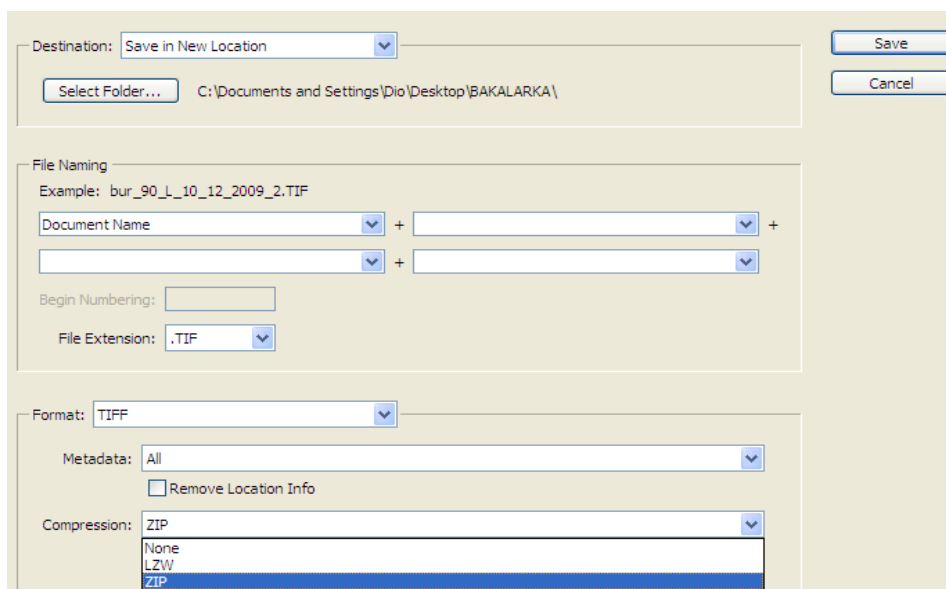 Destination: Save in New Location
Save
Select Folder... C:\Documents and Settings\Dio\Desktop\BAKALARKA\
Cancel
File Naming
Example: bur_90_L_10_12_2009_2.TIF
Document Name + +
+
Begin Numbering:
File Extension: .TIF
Format: TIFF
Metadata: All
Remove Location Info
Compression: ZIP
None
LZW
ZIP